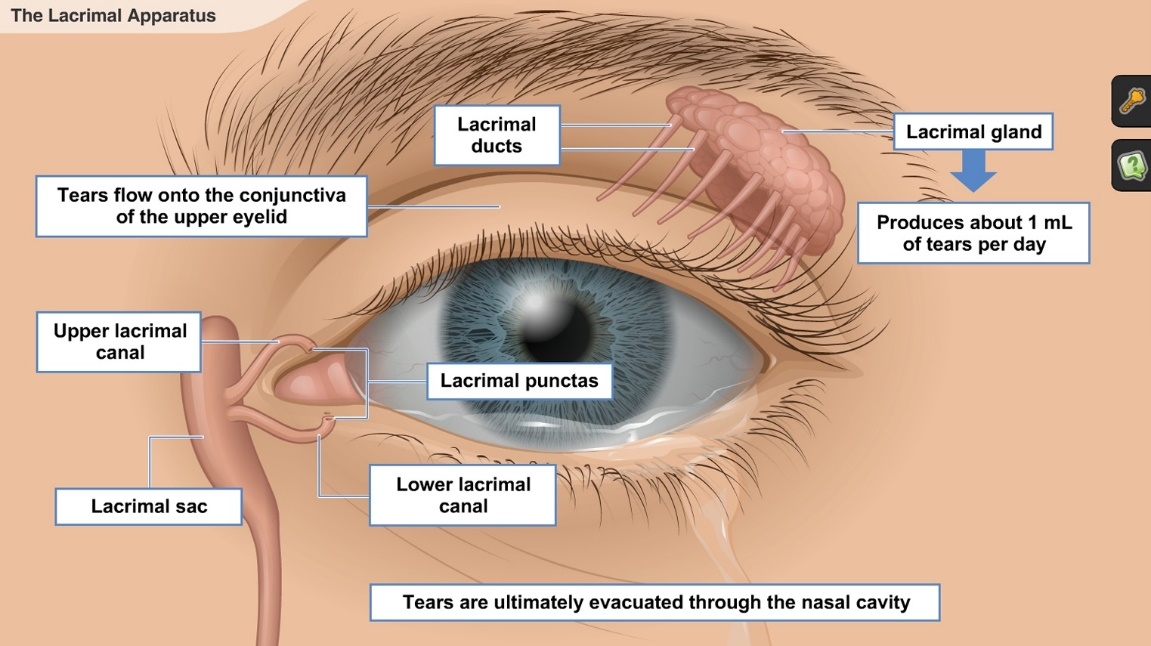 The Lacrimal Apparatus
Lacrimal
ducts
Lacrimal gland
Tears flow onto the conjunctiva
of the upper eyelid
Produces about 1 mL
of tears per day
Upper lacrimal
canal
Lacrimal punctas
Lacrimal sac
Lower lacrimal
canal
Tears are ultimately evacuated through the nasal cavity
?